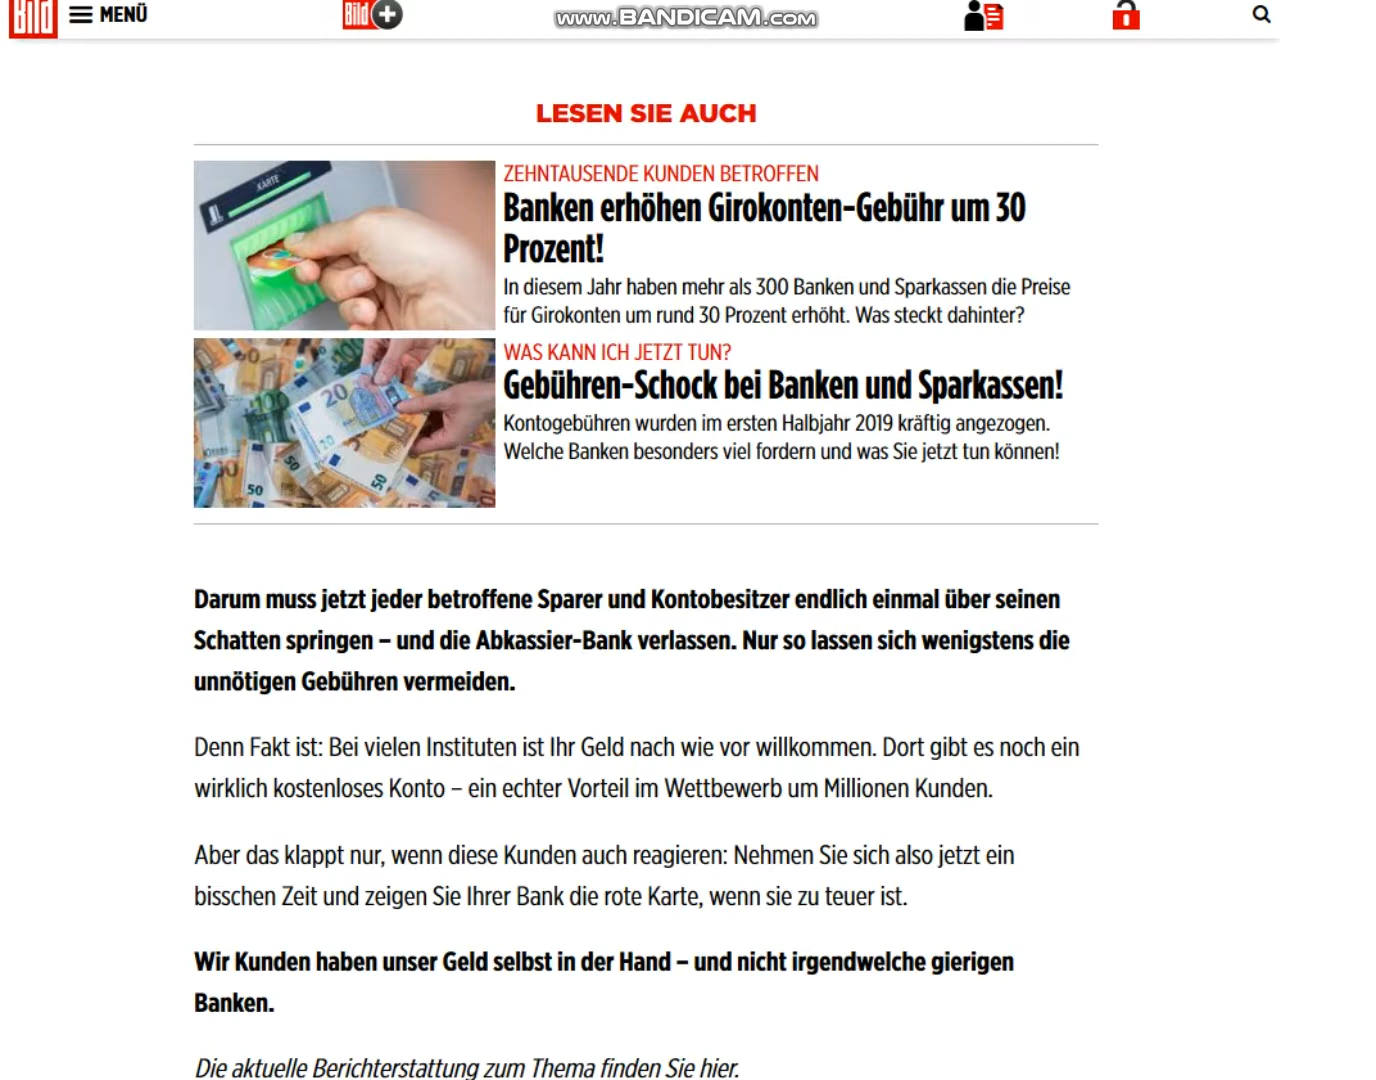 Bild
MENÜ
Bild
www.BANDICAM.com
LESEN SIE AUCH
KARTE
ZEHNTAUSENDE KUNDEN BETROFFEN
Banken erhöhen Girokonten-Gebühr um 30
Prozent!
In diesem Jahr haben mehr als 300 Banken und Sparkassen die Preise
für Girokonten um rund 30 Prozent erhöht. Was steckt dahinter?
20
50
50
50
WAS KANN ICH JETZT TUN?
Gebühren-Schock bei Banken und Sparkassen!
Kontogebühren wurden im ersten Halbjahr 2019 kräftig angezogen.
Welche Banken besonders viel fordern und was Sie jetzt tun können!
Darum muss jetzt jeder betroffene Sparer und Kontobesitzer endlich einmal über seinen
Schatten springen – und die Abkassier-Bank verlassen. Nur so lassen sich wenigstens die
unnötigen Gebühren vermeiden.
Denn Fakt ist: Bei vielen Instituten ist Ihr Geld nach wie vor willkommen. Dort gibt es noch ein
wirklich kostenloses Konto – ein echter Vorteil im Wettbewerb um Millionen Kunden.
Aber das klappt nur, wenn diese Kunden auch reagieren: Nehmen Sie sich also jetzt ein
bisschen Zeit und zeigen Sie Ihrer Bank die rote Karte, wenn sie zu teuer ist.
Wir Kunden haben unser Geld selbst in der Hand – und nicht irgendwelche gierigen
Banken.
Die aktuelle Berichterstattung zum Thema finden Sie hier.